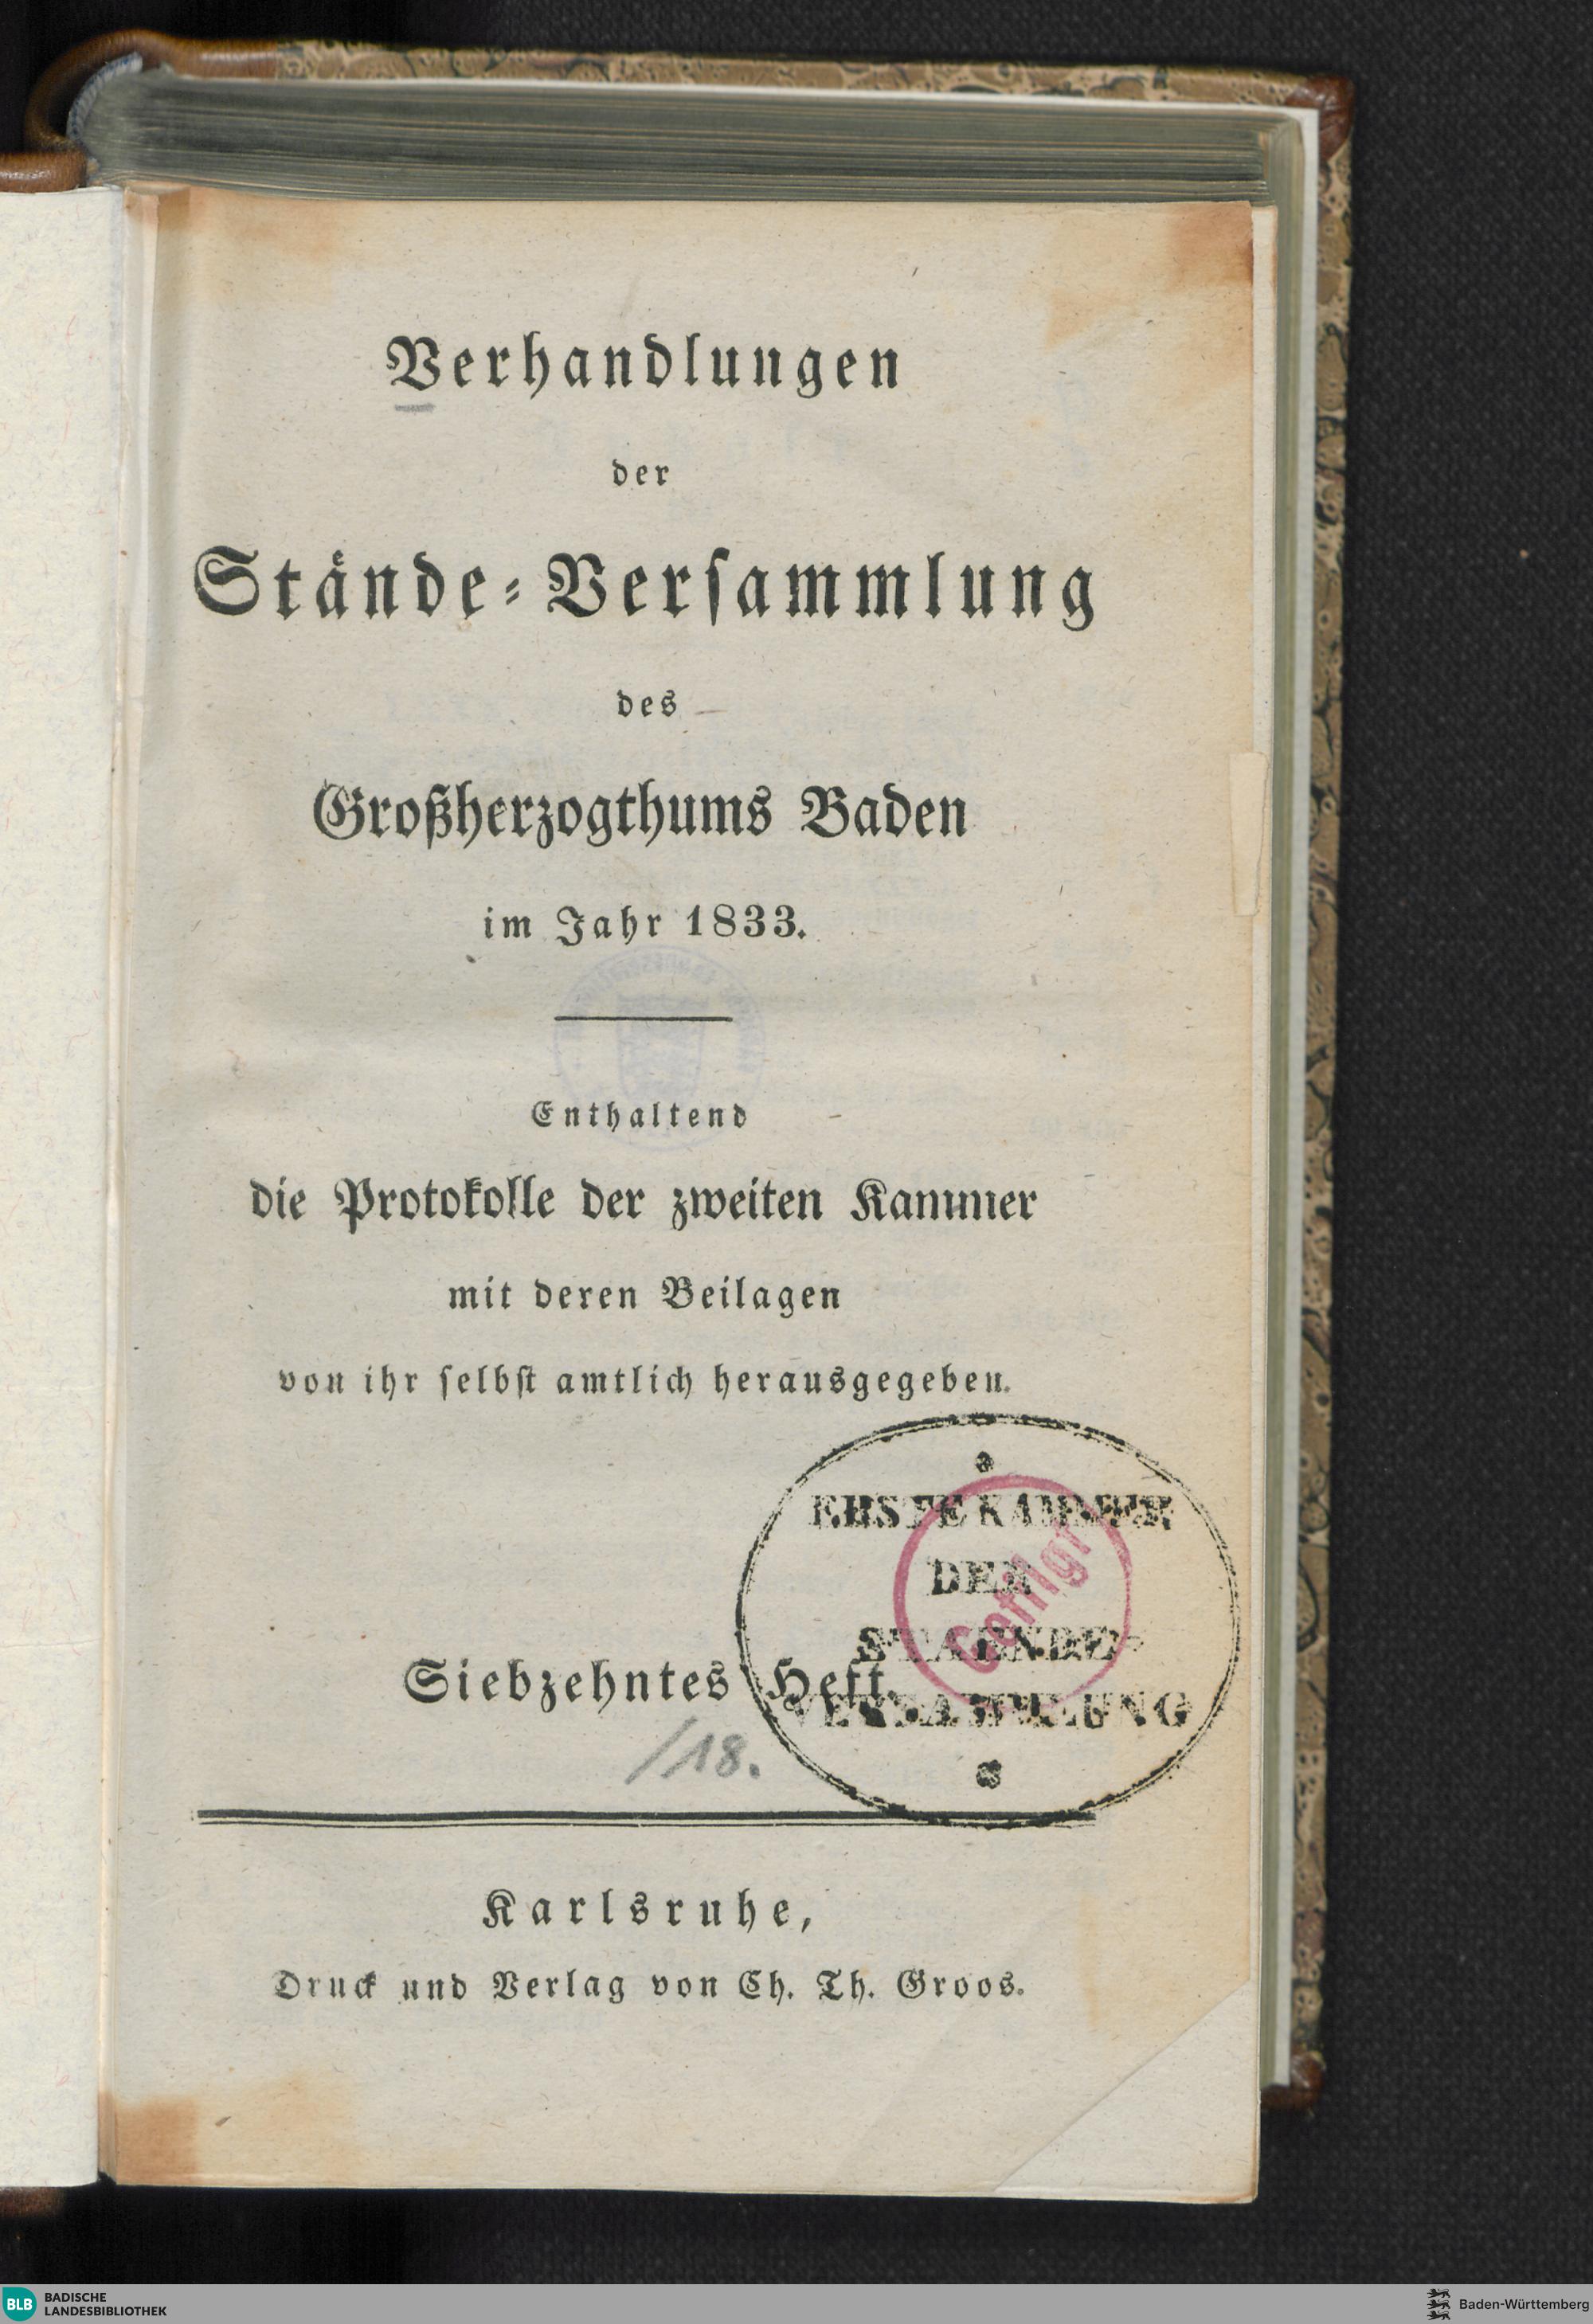 Verhandlungen
der
Stände-Versammlung
des
Großherzogthums Baden
im Jahr 1833.
Enthaltend
die Protokolle der zweiten Kammer
mit deren Beilagen
von ihr selbst amtlich herausgegeben.
ERSTE KAMMER
DER
STAENDE-
VERSAMMLUNG
Siebzehntes Heft.
/18.
Karlsruhe,
Druck und Verlag von Ch. Th. Groos.
BLB BADISCHE
LANDESBIBLIOTHEK
Baden-Württemberg